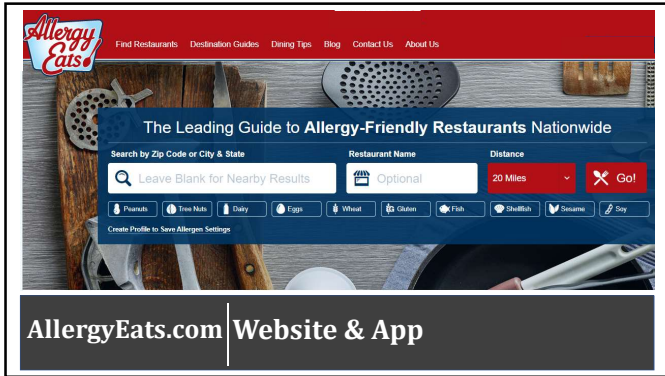 Allergy
Eats!
Find Restaurants Destination Guides Dining Tips Blog Contact Us About Us
The Leading Guide to Allergy-Friendly Restaurants Nationwide
Search by Zip Code or City & State Restaurant Name Distance
Leave Blank for Nearby Results Optional 20 Miles Go!
Peanuts Tree Nuts Dairy Eggs Wheat Gluten Fish Shellfish Sesame Soy
Create Profile to Save Allergen Settings
AllergyEats.com Website & App